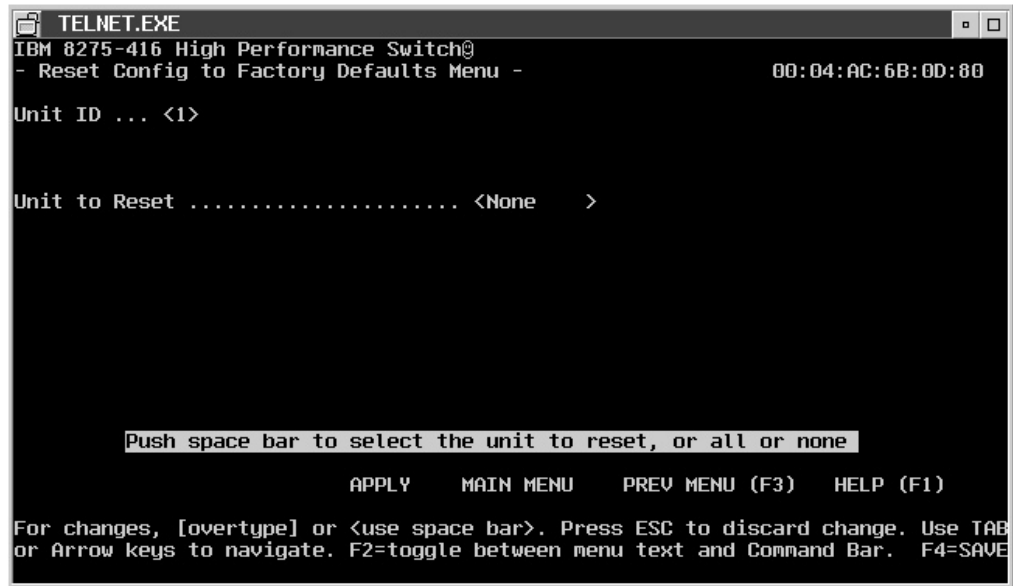 TELNET.EXE
IBM 8275-416 High Performance Switch@
- Reset Config to Factory Defaults Menu - 00:04:AC:6B:0D:80
Unit ID ... <1>
Unit to Reset ...................... <None >
Push space bar to select the unit to reset, or all or none
APPLY MAIN MENU PREV MENU (F3) HELP (F1)
For changes, [overtype] or <use space bar>. Press ESC to discard change. Use TAB
or Arrow keys to navigate. F2=toggle between menu text and Command Bar. F4=SAVE